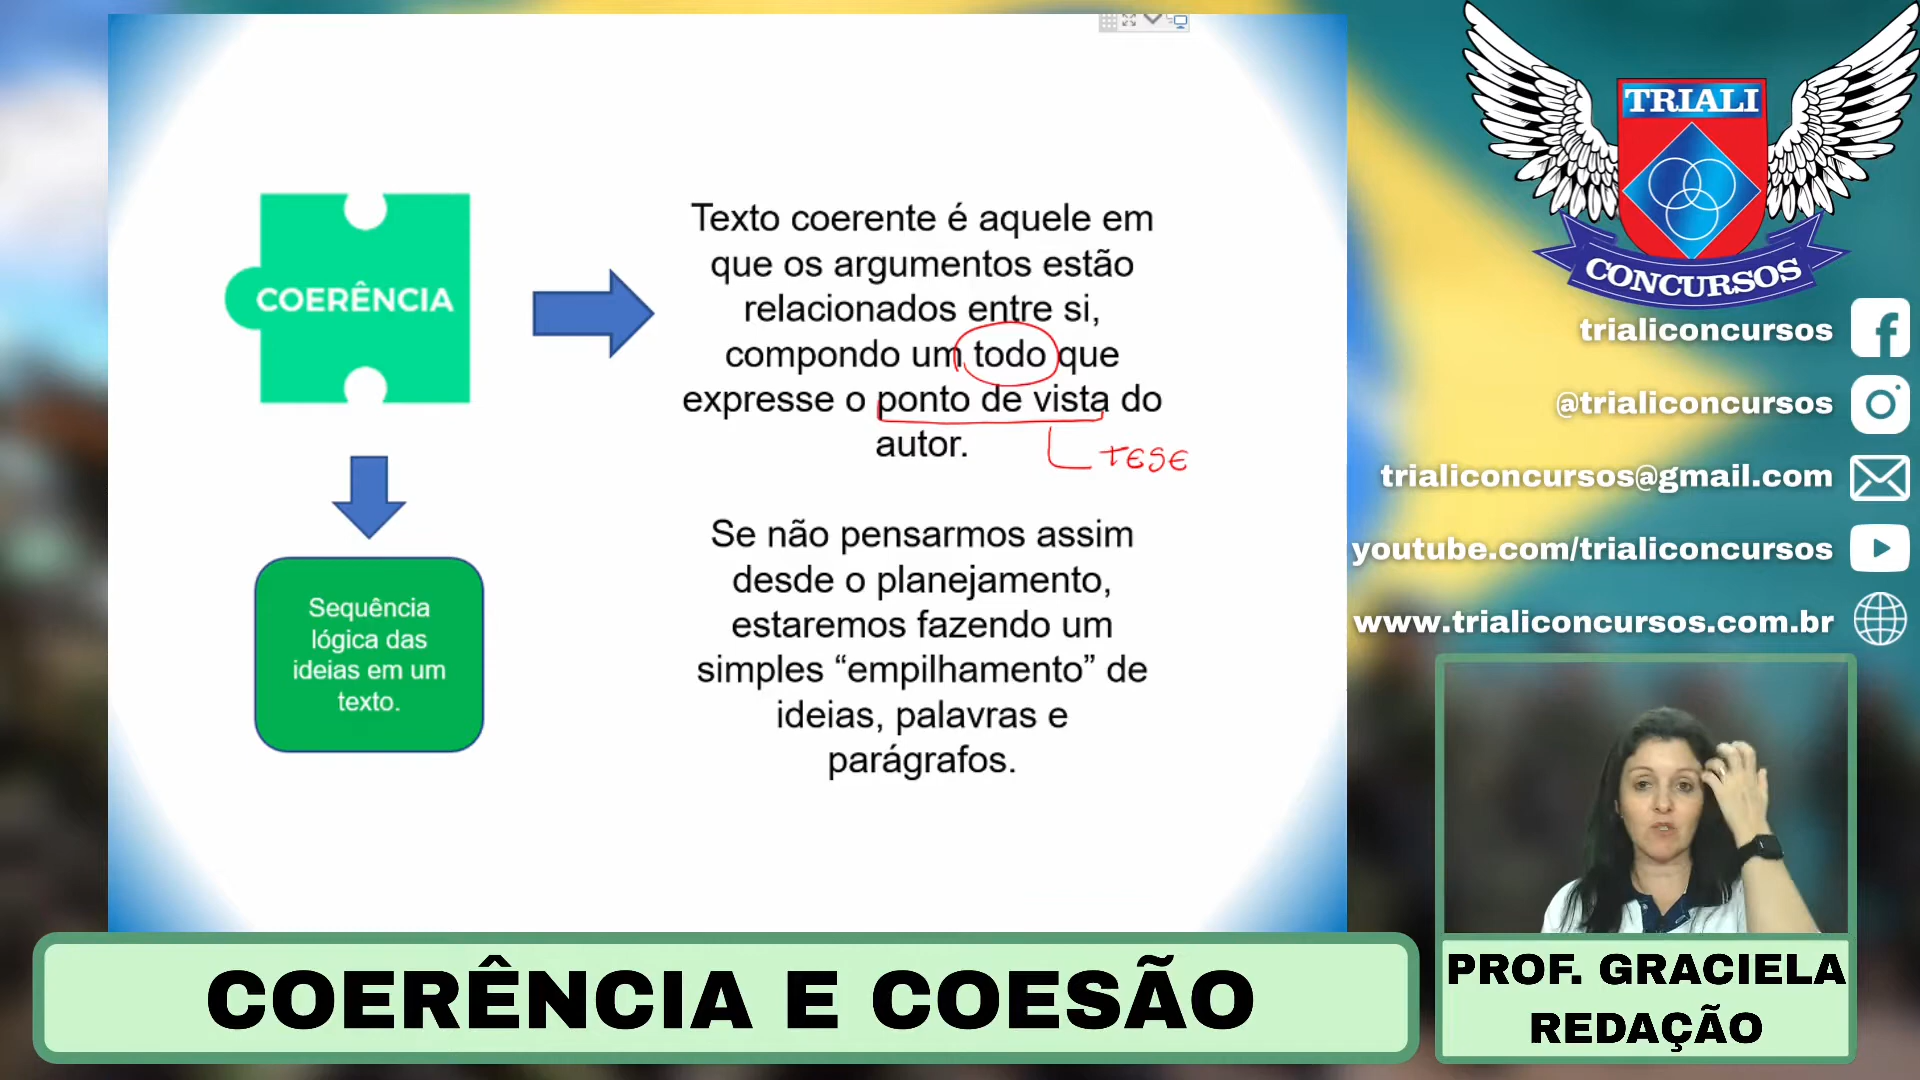 COERÊNCIA
Sequência
lógica das
ideias em um
texto.
Texto coerente é aquele em
que os argumentos estão
relacionados entre si,
compondo um todo que
expresse o ponto de vista do
autor.
TESE
Se não pensarmos assim
desde o planejamento,
estaremos fazendo um
simples “empilhamento” de
ideias, palavras e
parágrafos.
TRIALI
CONCURSOS
trialiconcursos
@trialiconcursos
trialiconcursos@gmail.com
youtube.com/trialiconcursos
www.trialiconcursos.com.br
COERÊNCIA E COESÃO
PROF. GRACIELA
REDAÇÃO